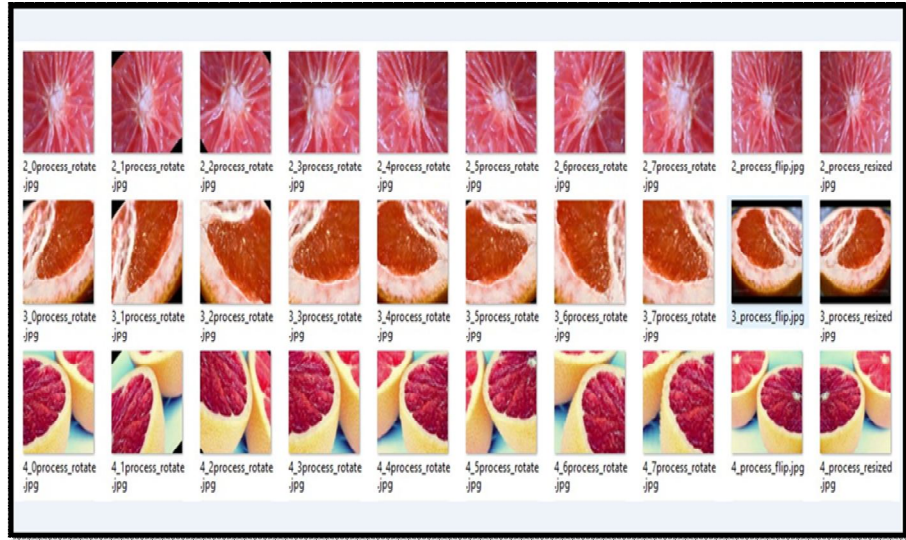 2_0process_rotate 2_1process_rotate 2_2process_rotate 2_3process_rotate 2_4process_rotate 2_5process_rotate 2_6process_rotate 2_7process_rotate 2_process_flip.jpg 2_process_resized
.jpg .jpg .jpg .jpg .jpg .jpg .jpg .jpg .jpg
3_0process_rotate 3_1process_rotate 3_2process_rotate 3_3process_rotate 3_4process_rotate 3_5process_rotate 3_6process_rotate 3_7process_rotate 3_process_flip.jpg 3_process_resized
.jpg .jpg .jpg .jpg .jpg .jpg .jpg .jpg .jpg
4_0process_rotate 4_1process_rotate 4_2process_rotate 4_3process_rotate 4_4process_rotate 4_5process_rotate 4_6process_rotate 4_7process_rotate 4_process_flip.jpg 4_process_resized
.jpg .jpg .jpg .jpg .jpg .jpg .jpg .jpg .jpg